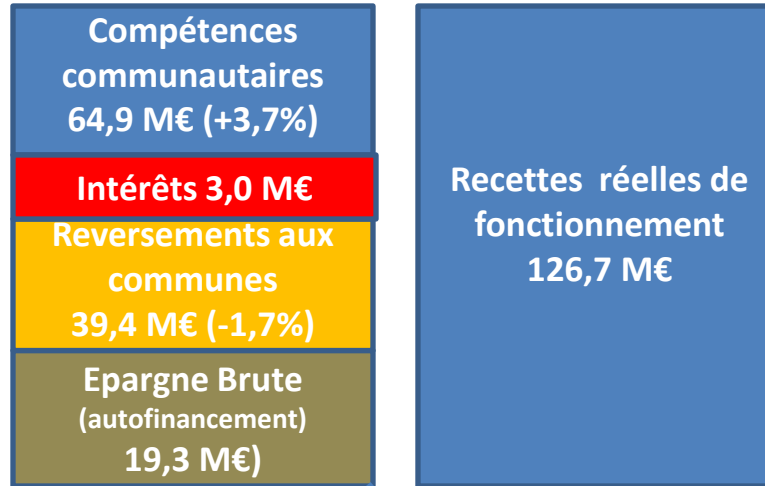 Compétences
communautaires
64,9 M€ (+3,7%)
Intérêts 3,0 M€
Reversements aux
communes
39,4 M€ (-1,7%)
Epargne Brute
(autofinancement)
19,3 M€)
Recettes réelles de
fonctionnement
126,7 M€